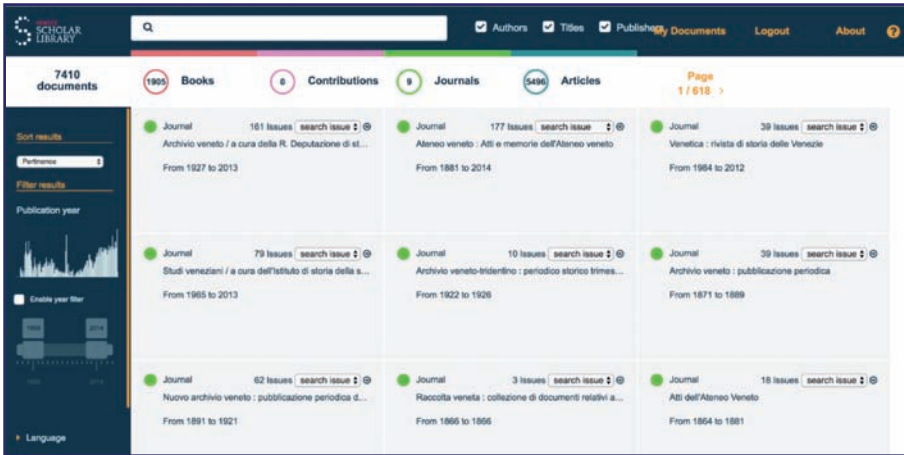 VENICE
SCHOLAR
LIBRARY
Authors Titles Publishers My Documents Logout About ?
7410
documents
1905 Books 0 Contributions 9 Journals 5496 Articles
Page
1 / 618 >
Sort results
Pertinence
Filter results
Publication year
Enable year filter
2014
2014
Language
Journal 161 Issues search issue
Archivio veneto / a cura della R. Deputazione di st...
From 1927 to 2013
Journal 177 Issues search issue
Ateneo veneto : Atti e memorie dell'Ateneo veneto
From 1881 to 2014
Journal 39 Issues search issue
Venetica : rivista di storia delle Venezie
From 1984 to 2012
Journal 79 Issues search issue
Studi veneziani / a cura dell'Istituto di storia della s...
From 1965 to 2013
Journal 10 Issues search issue
Archivio veneto-tridentino : periodico storico trimes...
From 1922 to 1926
Journal 39 Issues search issue
Archivio veneto : pubblicazione periodica
From 1871 to 1889
Journal 62 Issues search issue
Nuovo archivio veneto : pubblicazione periodica d...
From 1891 to 1921
Journal 3 Issues search issue
Raccolta veneta : collezione di documenti relativi a...
From 1866 to 1866
Journal 18 Issues search issue
Atti dell'Ateneo Veneto
From 1864 to 1881